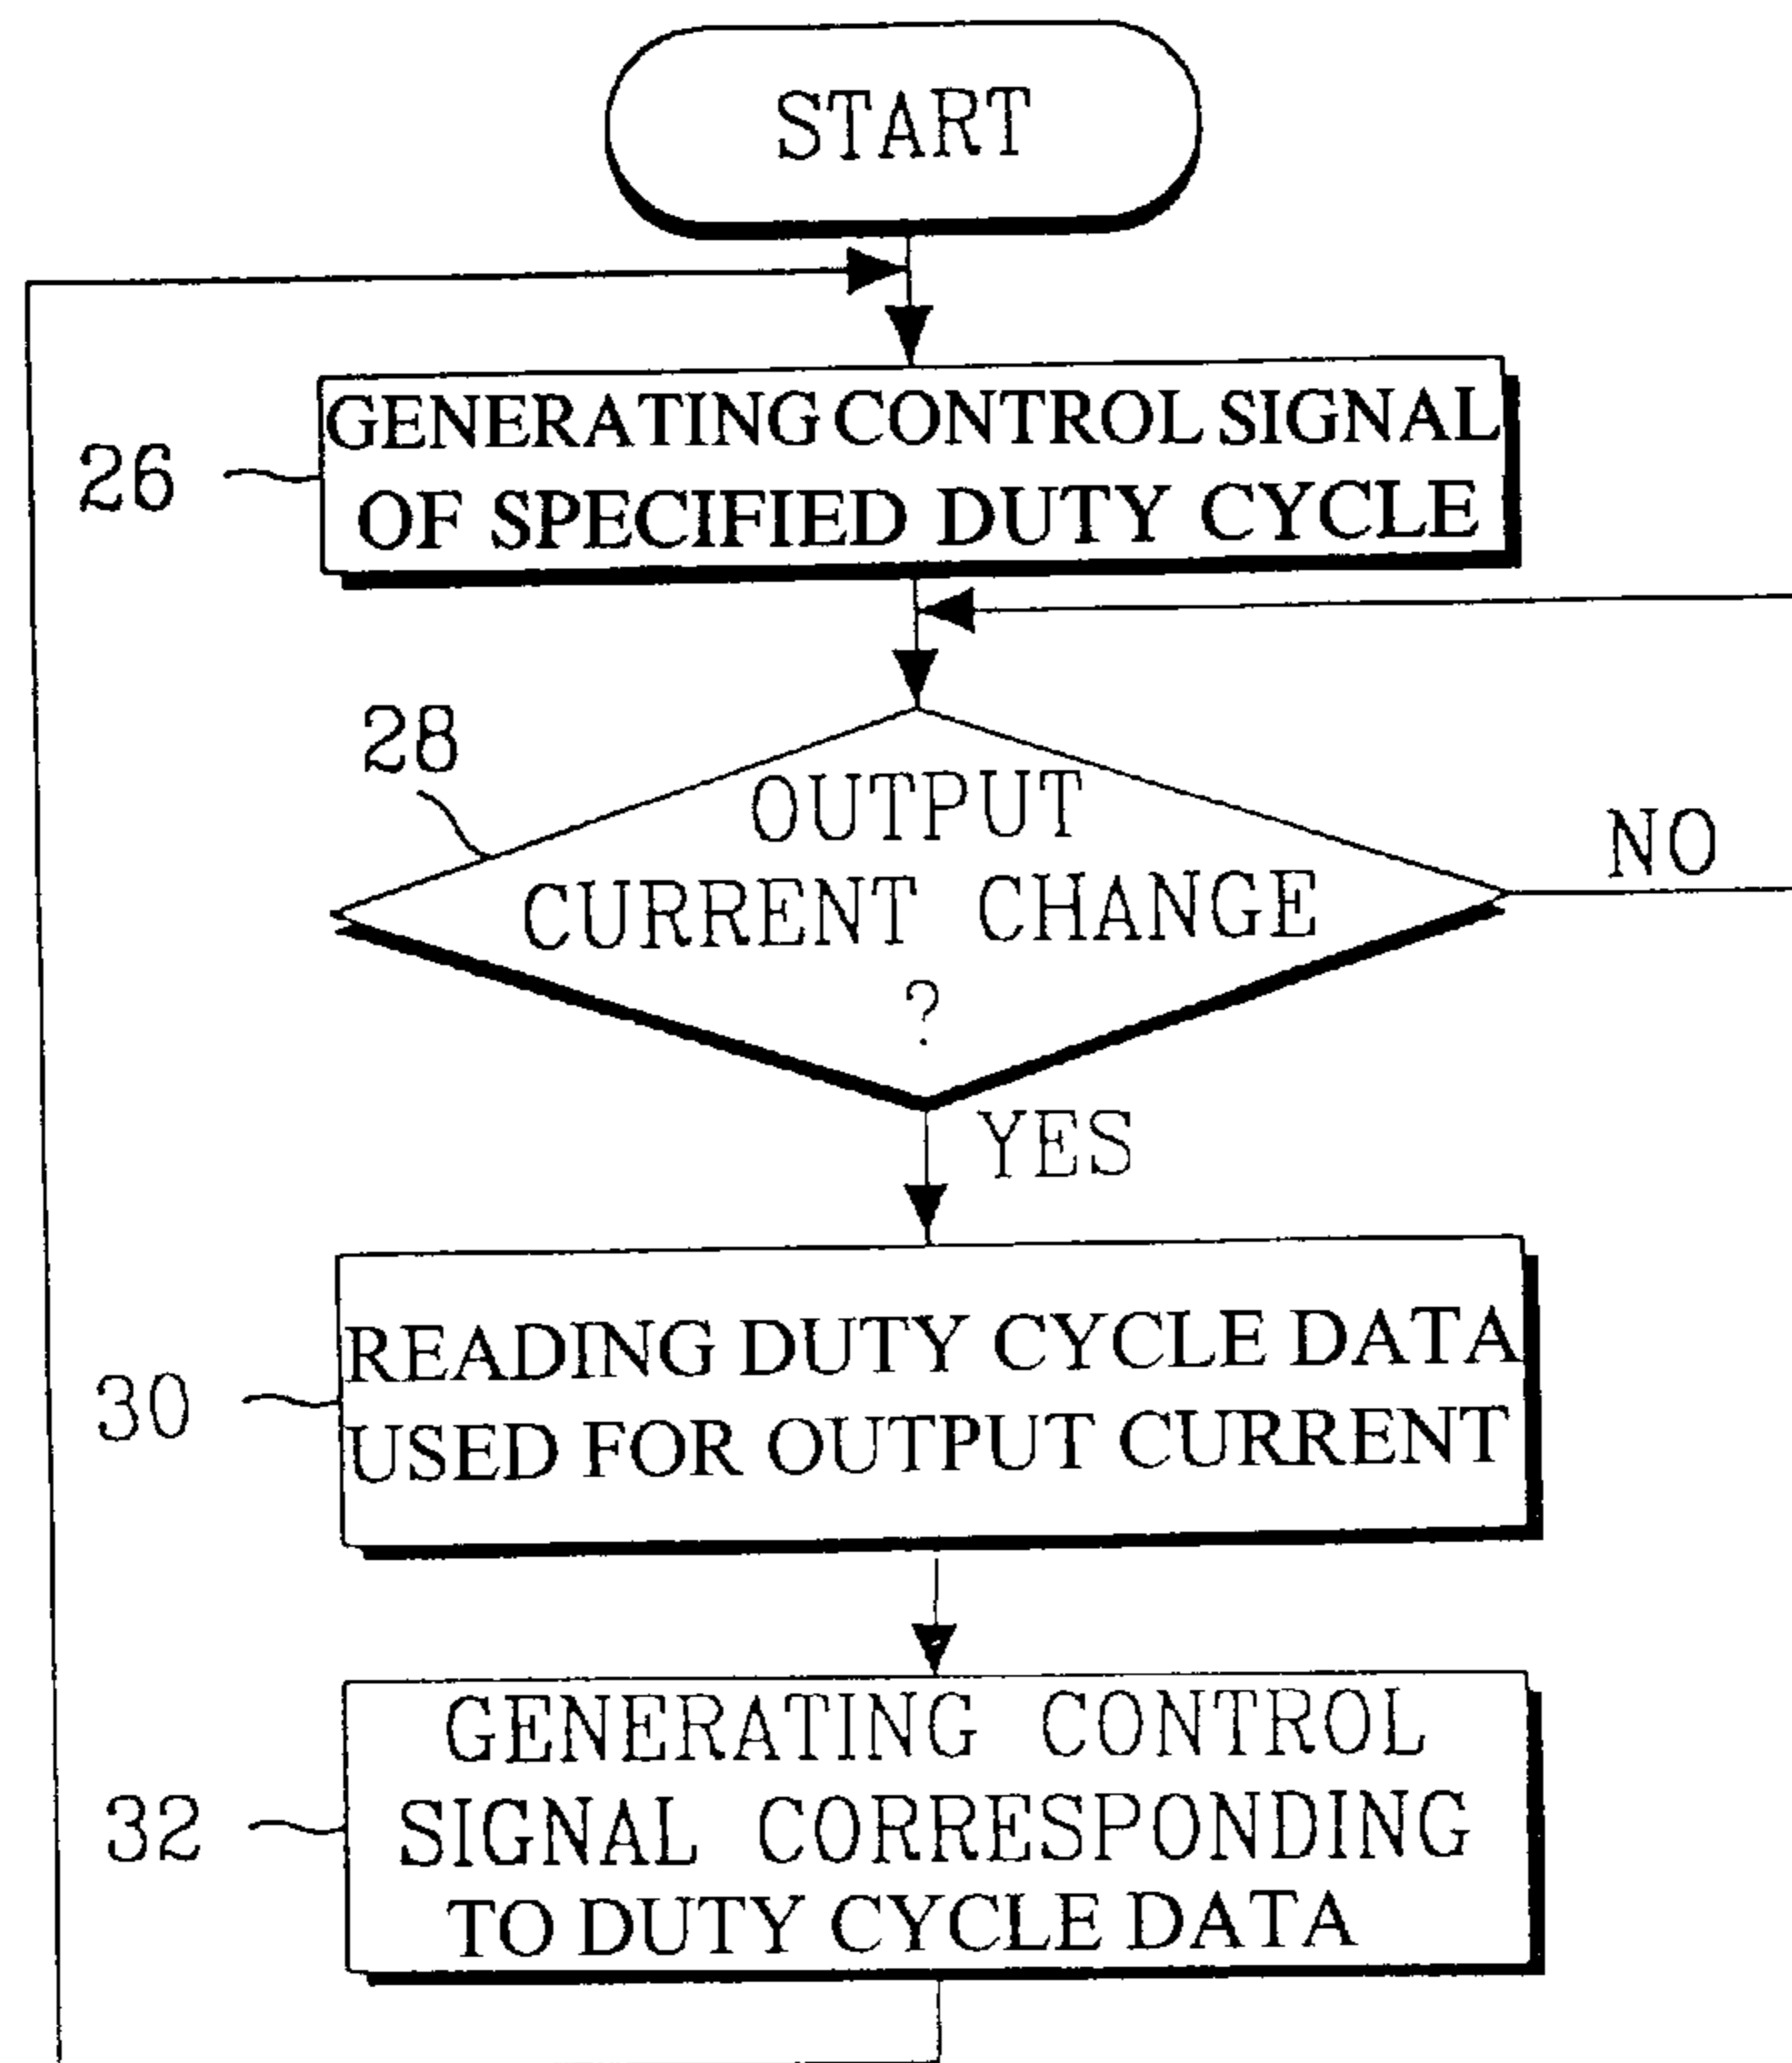 START
GENERATING CONTROL SIGNAL
OF SPECIFIED DUTY CYCLE
26
28
OUTPUT
CURRENT CHANGE
?
NO
YES
READING DUTY CYCLE DATA
USED FOR OUTPUT CURRENT
30
GENERATING CONTROL
SIGNAL CORRESPONDING
TO DUTY CYCLE DATA
32